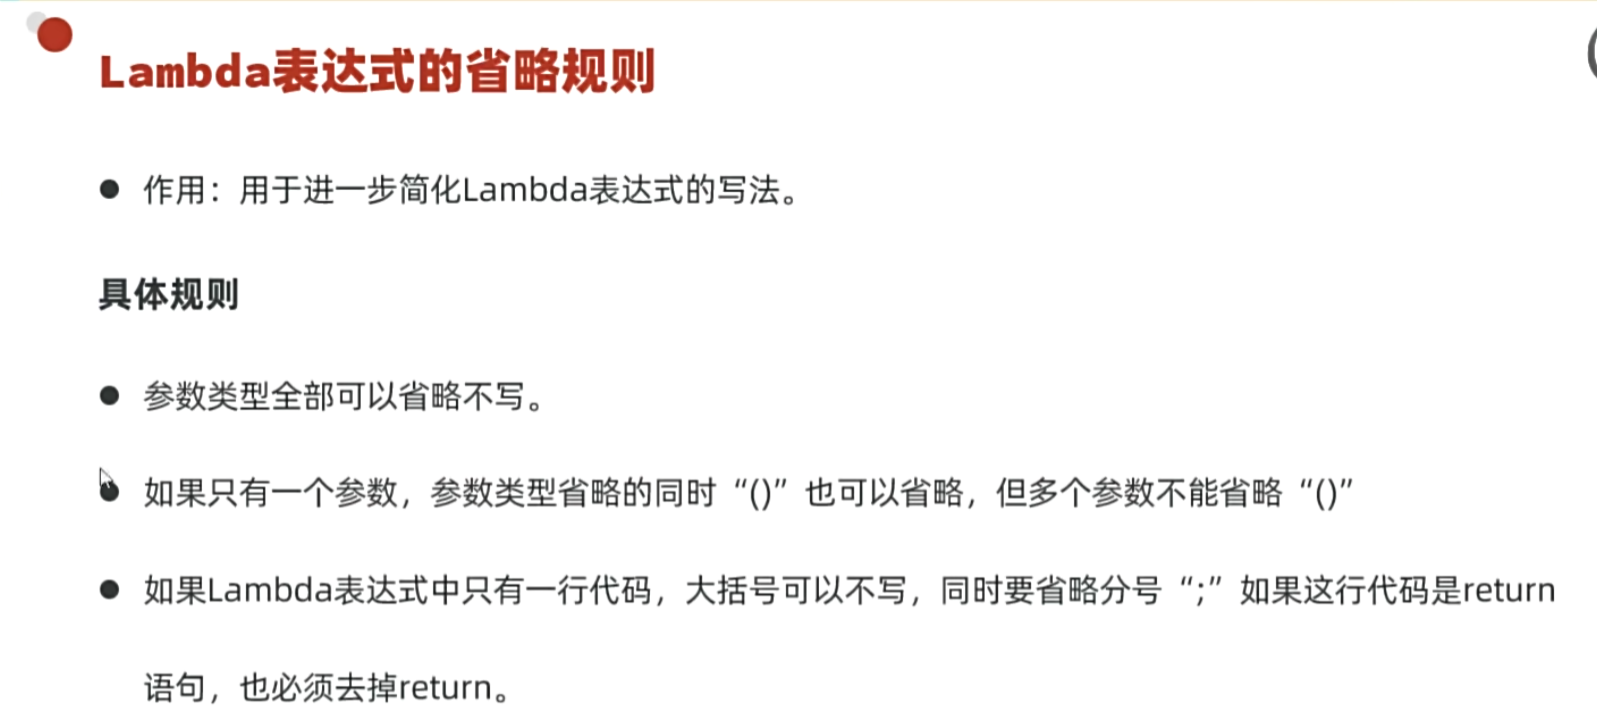 Lambda表达式的省略规则
作用：用于进一步简化Lambda表达式的写法。
具体规则
参数类型全部可以省略不写。
如果只有一个参数，参数类型省略的同时“()”也可以省略，但多个参数不能省略“()”
如果Lambda表达式中只有一行代码，大括号可以不写，同时要省略分号“;”如果这行代码是return
语句，也必须去掉return。